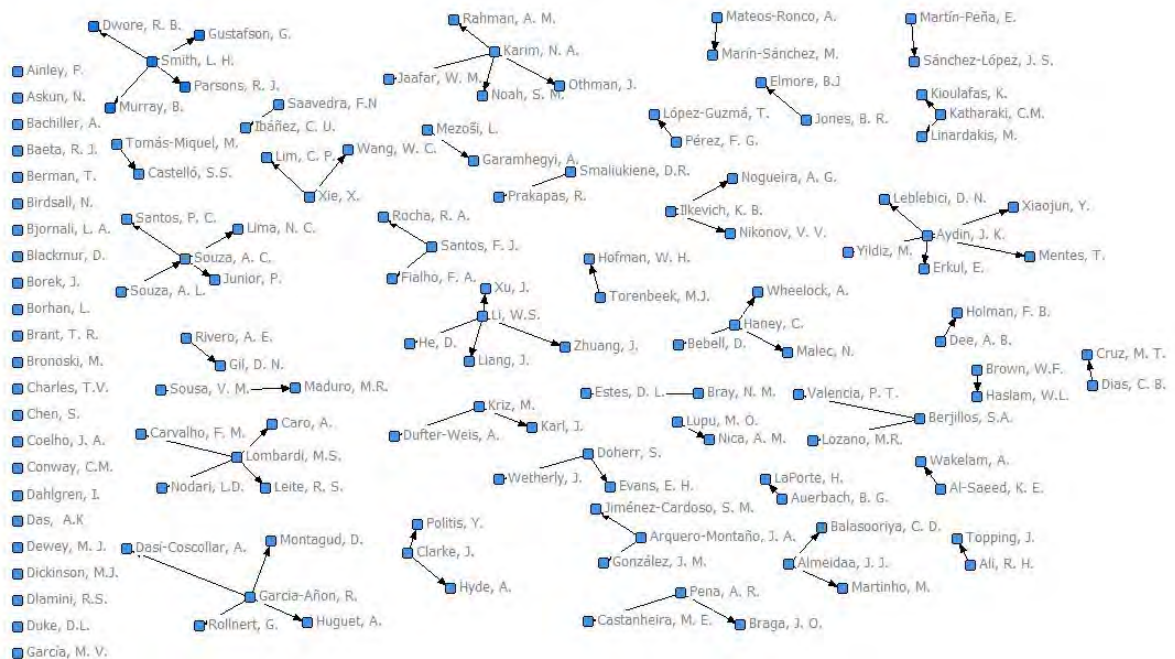 Ainley, P.
Askun, N.
Bachiller, A.
Baeta, R. J.
Berman, T.
Birdsall, N.
Bjornali, L. A.
Blackmur, D.
Borek, J.
Borhan, L.
Brant, T. R.
Bronoski, M.
Charles, T.V.
Chen, S.
Coelho, J. A.
Conway, C.M.
Dahlgren, I.
Das, A.K
Dewey, M. J.
Dickinson, M.J.
Dlamini, R.S.
Duke, D.L.
García, M. V.
Dwore, R. B.
Gustafson, G.
Smith, L. H.
Parsons, R. J.
Murray, B.
Saavedra, F.N
Ibáñez, C. U.
Tomás-Miquel, M.
Castelló, S.S.
Lim, C. P.
Wang, W. C.
Xie, X.
Santos, P. C.
Lima, N. C.
Souza, A. C.
Junior, P.
Souza, A. L.
Rivero, A. E.
Gil, D. N.
Sousa, V. M.
Maduro, M.R.
Carvalho, F. M.
Caro, A.
Lombardi, M.S.
Nodari, L.D.
Leite, R. S.
Dasí-Coscollar, A.
Montagud, D.
Garcia-Añon, R.
Rollnert, G.
Huguet, A.
Rahman, A. M.
Karim, N. A.
Jaafar, W. M.
Noah, S. M.
Othman, J.
Mezősi, L.
Garamhegyi, A.
Smaliukiene, D.R.
Prakapas, R.
Rocha, R. A.
Santos, F. J.
Fialho, F. A.
Xu, J.
Li, W.S.
He, D.
Liang, J.
Zhuang, J.
Kriz, M.
Dufter-Weis, A.
Karl, J.
Doherr, S.
Wetherly, J.
Evans, E. H.
Politis, Y.
Clarke, J.
Hyde, A.
Jiménez-Cardoso, S. M.
Arquero-Montaño, J. A.
González, J. M.
Pena, A. R.
Castanheira, M. E.
Braga, J. O.
Mateos-Ronco, A.
Marín-Sánchez, M.
Elmore, B.J
Jones, B. R.
López-Guzmá, T.
Pérez, F. G.
Nogueira, A. G.
Ilkevich, K. B.
Nikonov, V. V.
Hofman, W. H.
Torenbeek, M.J.
Wheelock, A.
Haney, C.
Bebell, D.
Malec, N.
Estes, D. L.
Bray, N. M.
Lupu, M. O.
Nica, A. M.
LaPorte, H.
Auerbach, B. G.
Balasooriya, C. D.
Almeidaa, J. J.
Martinho, M.
Martín-Peña, E.
Sánchez-López, J. S.
Kioulafas, K.
Katharaki, C.M.
Linardakis, M.
Leblebici, D. N.
Xiaojun, Y.
Aydin, J. K.
Yildiz, M.
Mentes, T.
Erkul, E.
Holman, F. B.
Dee, A. B.
Brown, W.F.
Haslam, W.L.
Cruz, M. T.
Dias, C. B.
Valencia, P. T.
Berjillos, S.A.
Lozano, M.R.
Wakelam, A.
Al-Saeed, K. E.
Topping, J.
Ali, R. H.